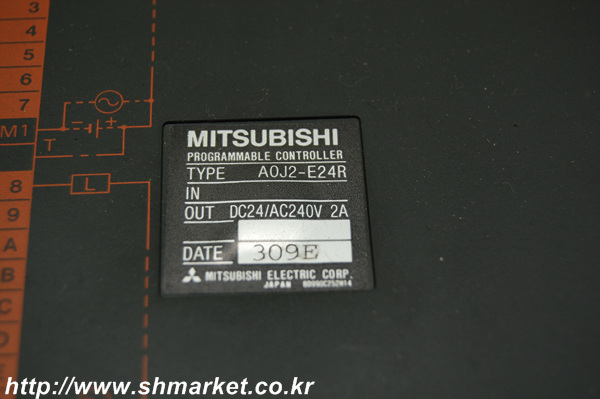 3
4
5
6
7
M1
T
8
L
9
A
B
C
D
MITSUBISHI
PROGRAMMABLE CONTROLLER
TYPE A0J2-E24R
IN
OUT DC24/AC240V 2A
DATE 309E
MITSUBISHI ELECTRIC CORP.
JAPAN
http://www.shmarket.co.kr